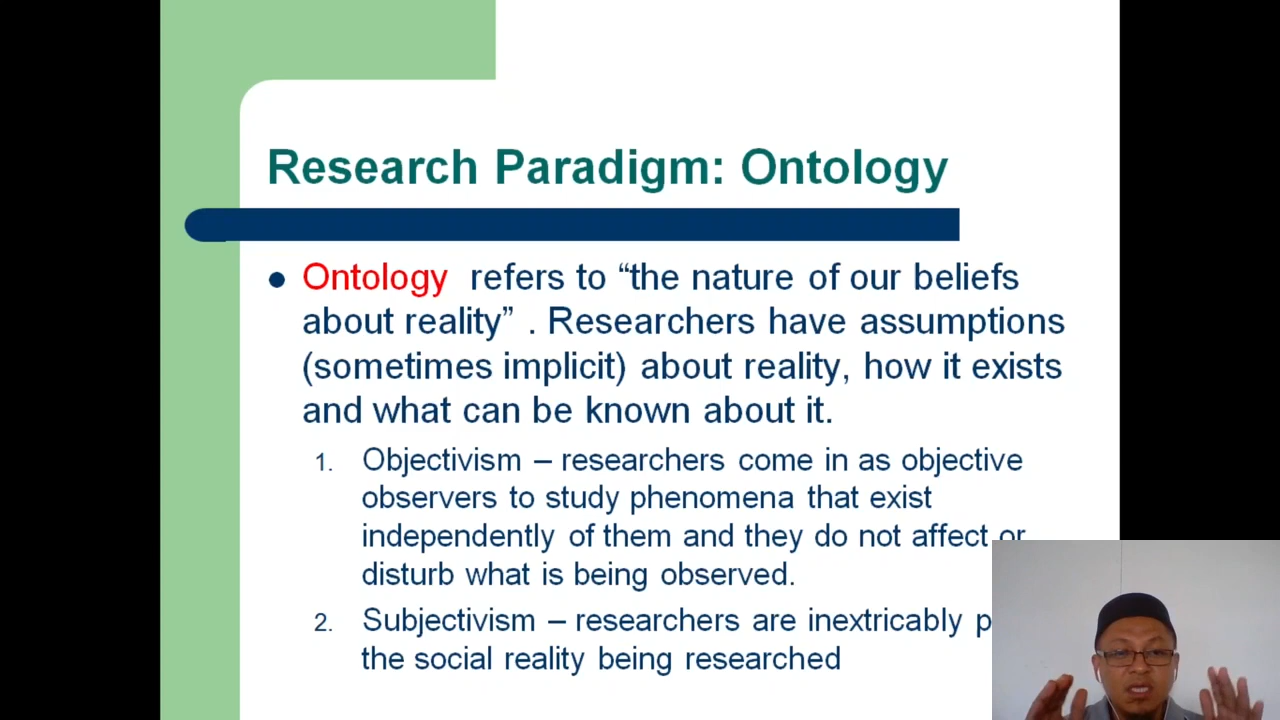 Research Paradigm: Ontology
Ontology refers to “the nature of our beliefs
about reality” . Researchers have assumptions
(sometimes implicit) about reality, how it exists
and what can be known about it.
1. Objectivism – researchers come in as objective
observers to study phenomena that exist
independently of them and they do not affect or
disturb what is being observed.
2. Subjectivism – researchers are inextricably
the social reality being researched